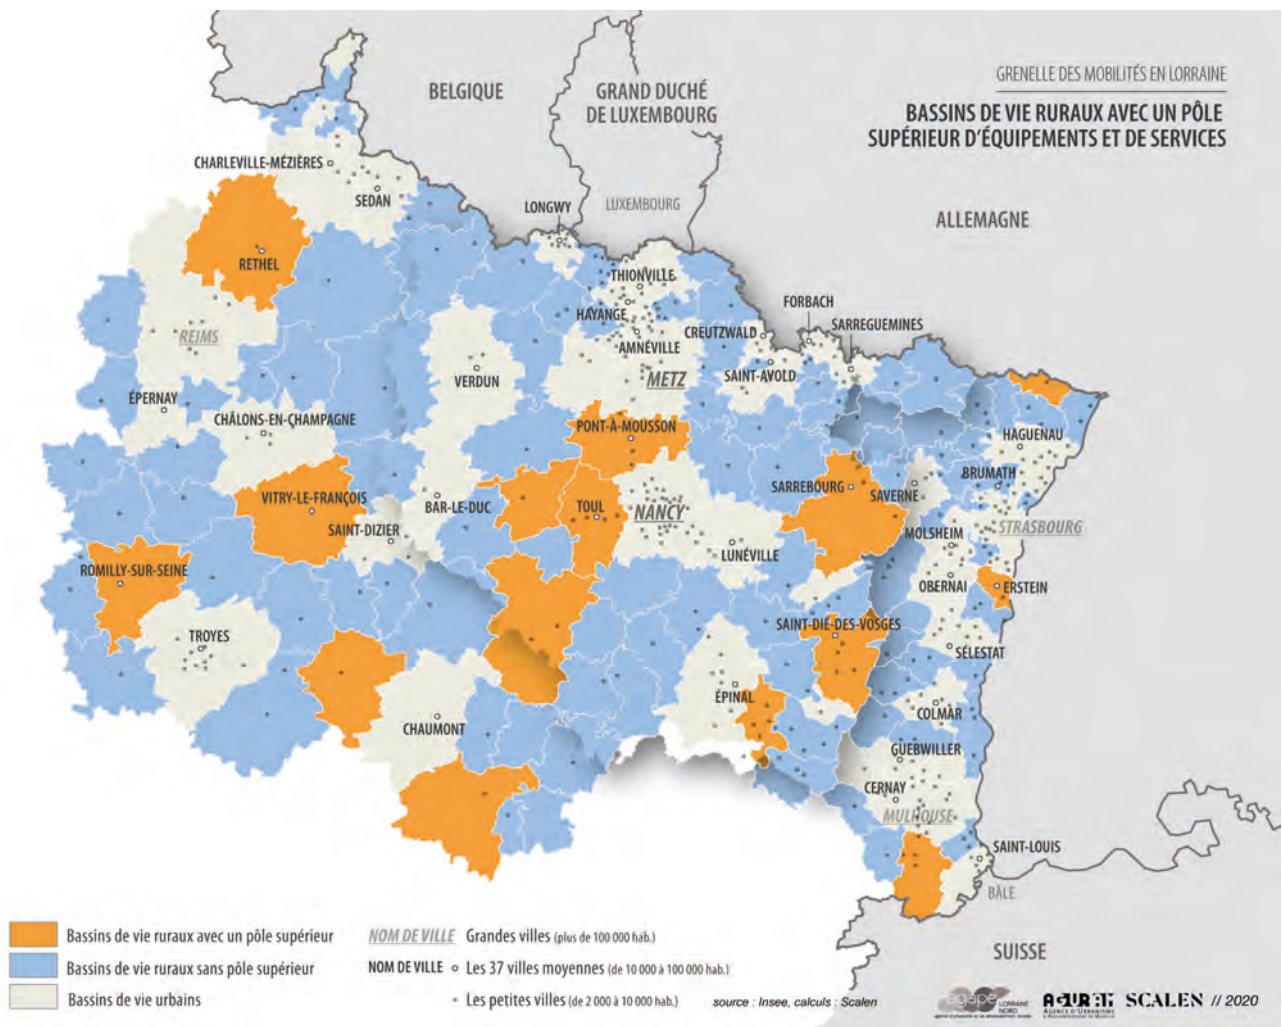 GRENELLE DES MOBILITÉS EN LORRAINE
BASSINS DE VIE RURAUX AVEC UN PÔLE
SUPÉRIEUR D'ÉQUIPEMENTS ET DE SERVICES
BELGIQUE
GRAND DUCHÉ
DE LUXEMBOURG
CHARLEVILLE-MÉZIÈRES
SEDAN
LONGWY
LUXEMBOURG
ALLEMAGNE
RETHEL
THIONVILLE
HAYANGE
FORBACH
SARREGUEMINES
CREUTZWALD
REIMS
AMNÉVILLE
SAINT-AVOLD
METZ
VERDUN
ÉPERNAY
CHÂLONS-EN-CHAMPAGNE
PONT-À-MOUSSON
HAGUENAU
BRUMATH
SARREBOURG
SAVERNE
VITRY-LE-FRANÇOIS
BAR-LE-DUC
TOUL
NANCY
STRASBOURG
SAINT-DIZIER
MOLSHEIM
LUNÉVILLE
ROMILLY-SUR-SEINE
OBERNAI
ERSTEIN
TROYES
SAINT-DIÉ-DES-VOSGES
SÉLESTAT
ÉPINAL
COLMAR
CHAUMONT
GUEBWILLER
CERNAY
MULHOUSE
SAINT-LOUIS
BÂLE
SUISSE
Bassins de vie ruraux avec un pôle supérieur
Bassins de vie ruraux sans pôle supérieur
Bassins de vie urbains
NOM DE VILLE Grandes villes (plus de 100 000 hab.)
NOM DE VILLE Les 37 villes moyennes (de 10 000 à 100 000 hab.)
Les petites villes (de 2 000 à 10 000 hab.)
source : Insee, calculs : Scalen
agape LORRAINE NORD
AGURAM
AGENCE D'URBANISME
SCALEN // 2020